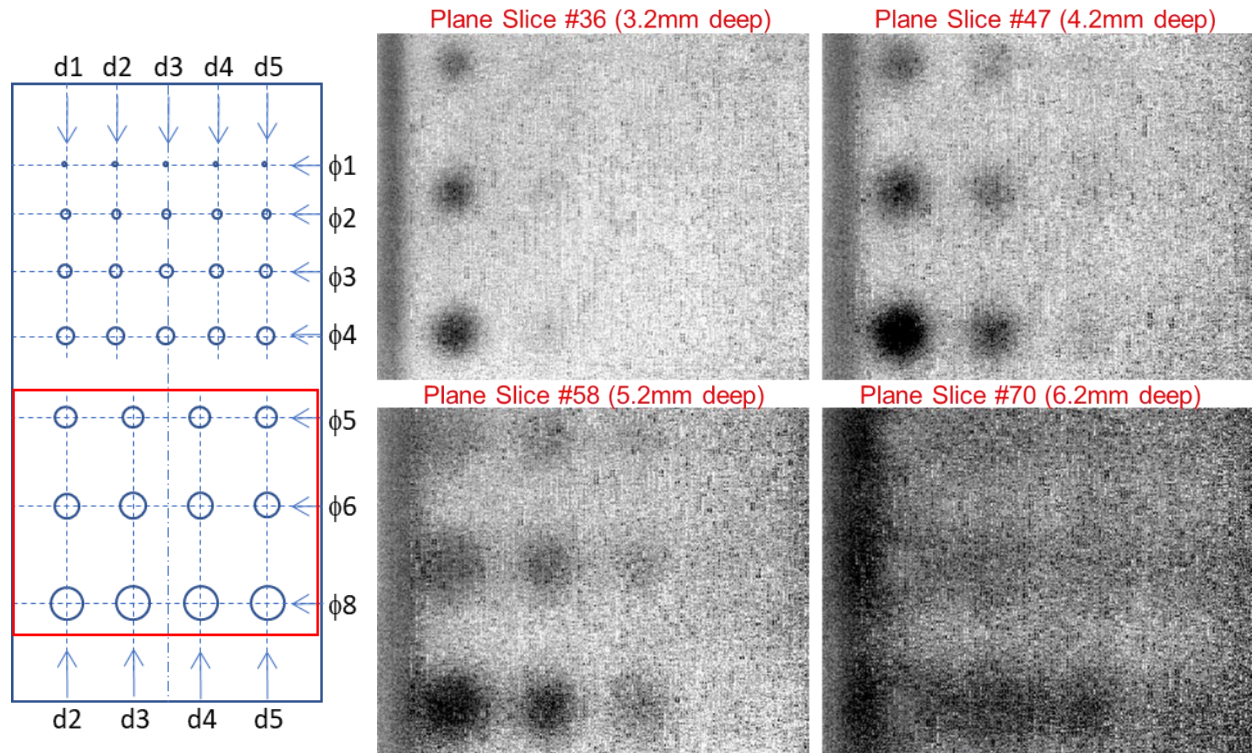 Plane Slice #36 (3.2mm deep)
Plane Slice #47 (4.2mm deep)
d1 d2 d3 d4 d5
ϕ1
ϕ2
ϕ3
ϕ4
Plane Slice #58 (5.2mm deep)
Plane Slice #70 (6.2mm deep)
ϕ5
ϕ6
ϕ8
d2 d3 d4 d5